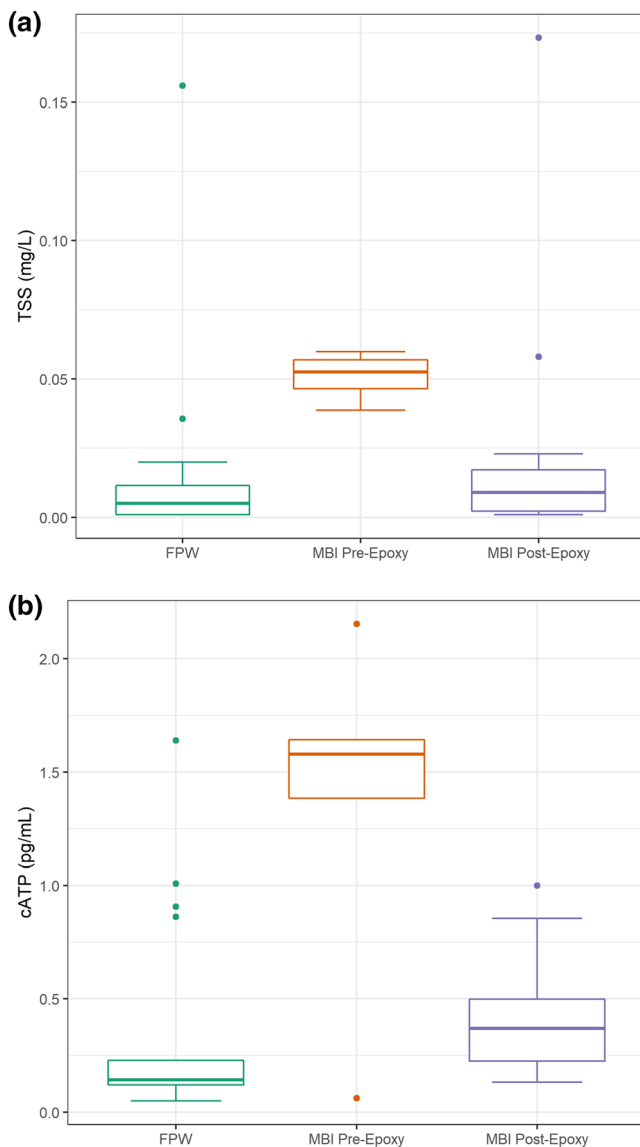 (a)
0.15
0.10
0.05
0.00
TSS (mg/L)
FPW MBI Pre-Epoxy MBI Post-Epoxy
(b)
2.0
1.5
1.0
0.5
0.0
cATP (pg/mL)
FPW MBI Pre-Epoxy MBI Post-Epoxy